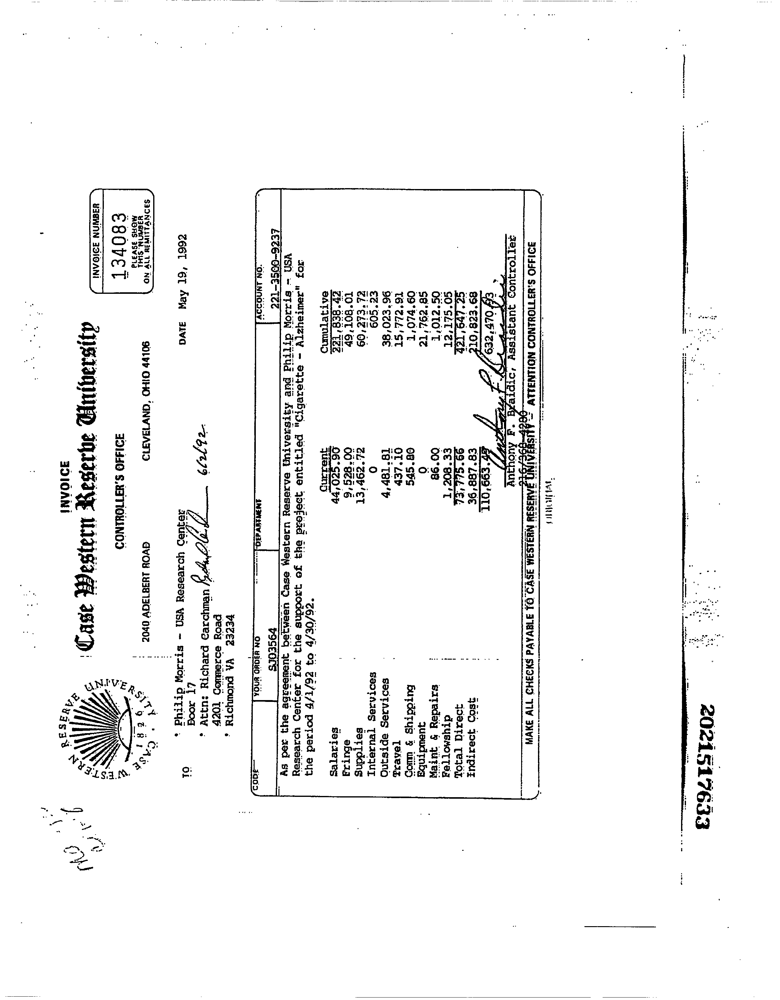 INVOICE
Case Western Reserve University
CONTROLLER'S OFFICE
2040 ADELBERT ROAD CLEVELAND, OHIO 44106
WESTERN RESERVE UNIVERSITY · CASE
1826
INVOICE NUMBER
134083
PLEASE SHOW
THIS NUMBER
ON ALL REMITTANCES
DATE May 19, 1992
TO
Philip Morris - USA Research Center
Door 17
Attn: Richard Carchman 6/2/92
4201 Commerce Road
Richmond VA 23234
CODE YOUR ORDER NO DEPARTMENT ACCOUNT NO.
SJ03564 221-3500-9237
As per the agreement between Case Western Reserve University and Philip Morris - USA
Research Center for the support of the project entitled "Cigarette - Alzheimer" for
the period 4/1/92 to 4/30/92.
Current Cumulative
Salaries 44,025.90 221,838.42
Fringe 9,528.00 49,108.01
Supplies 13,462.72 60,273.72
Internal Services 0 605.23
Outside Services 4,481.81 38,023.96
Travel 437.10 15,772.91
Comm & Shipping 545.80 1,074.60
Equipment 0 21,762.85
Maint & Repairs 86.00 1,012.50
Fellowship 1,208.33 12,175.05
Total Direct 73,775.66 421,647.25
Indirect Cost 36,887.83 210,823.68
110,663.49 632,470.93
Anthony F. Braidic
Anthony F. Braidic, Assistant Controller
216/368-4280
MAKE ALL CHECKS PAYABLE TO CASE WESTERN RESERVE UNIVERSITY - ATTENTION CONTROLLER'S OFFICE
ORIGINAL
2021517633